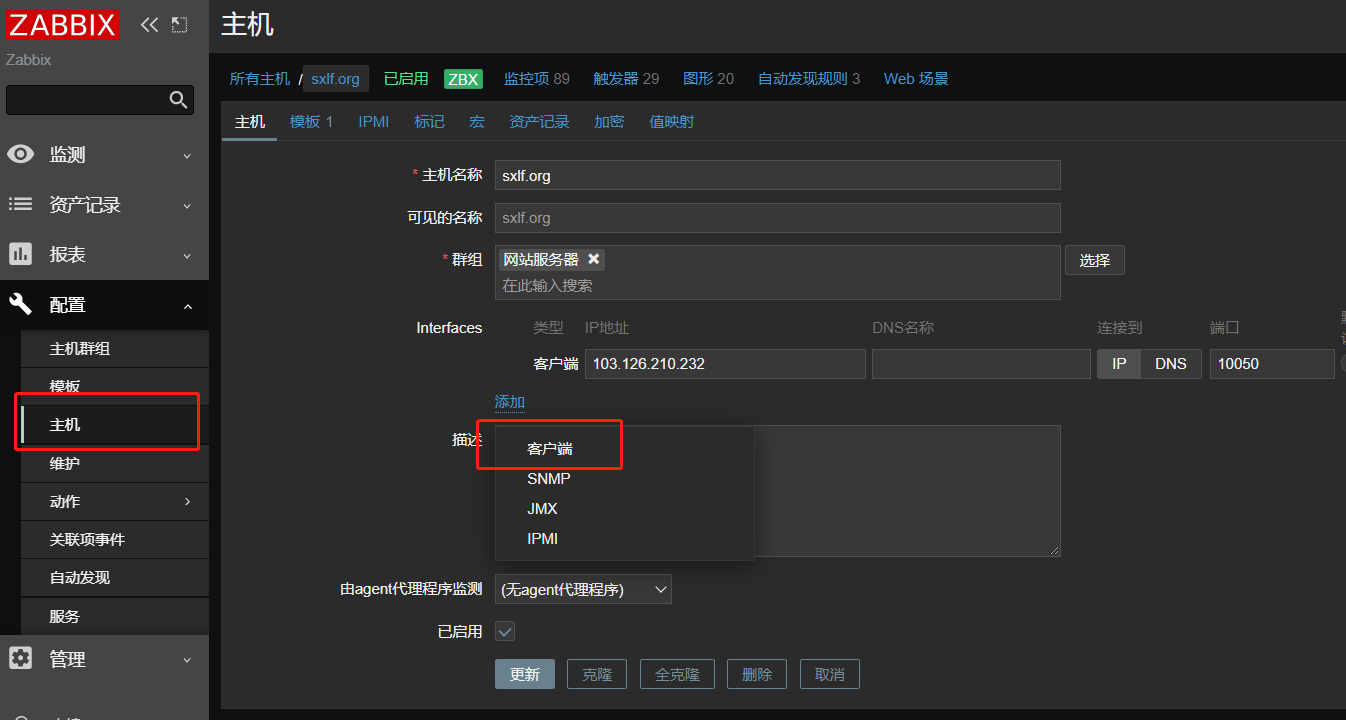 ZABBIX
Zabbix
监测
资产记录
报表
配置
主机群组
模板
主机
维护
动作
关联项事件
自动发现
服务
管理
主机
所有主机 / sxlf.org 已启用 ZBX 监控项 89 触发器 29 图形 20 自动发现规则 3 Web 场景
主机 模板 1 IPMI 标记 宏 资产记录 加密 值映射
* 主机名称 sxlf.org
可见的名称 sxlf.org
* 群组 网站服务器 选择
在此输入搜索
Interfaces 类型 IP地址 DNS名称 连接到 端口
客户端 103.126.210.232 IP DNS 10050
添加
描述
客户端
SNMP
JMX
IPMI
由agent代理程序监测 (无agent代理程序)
已启用
更新 克隆 全克隆 删除 取消